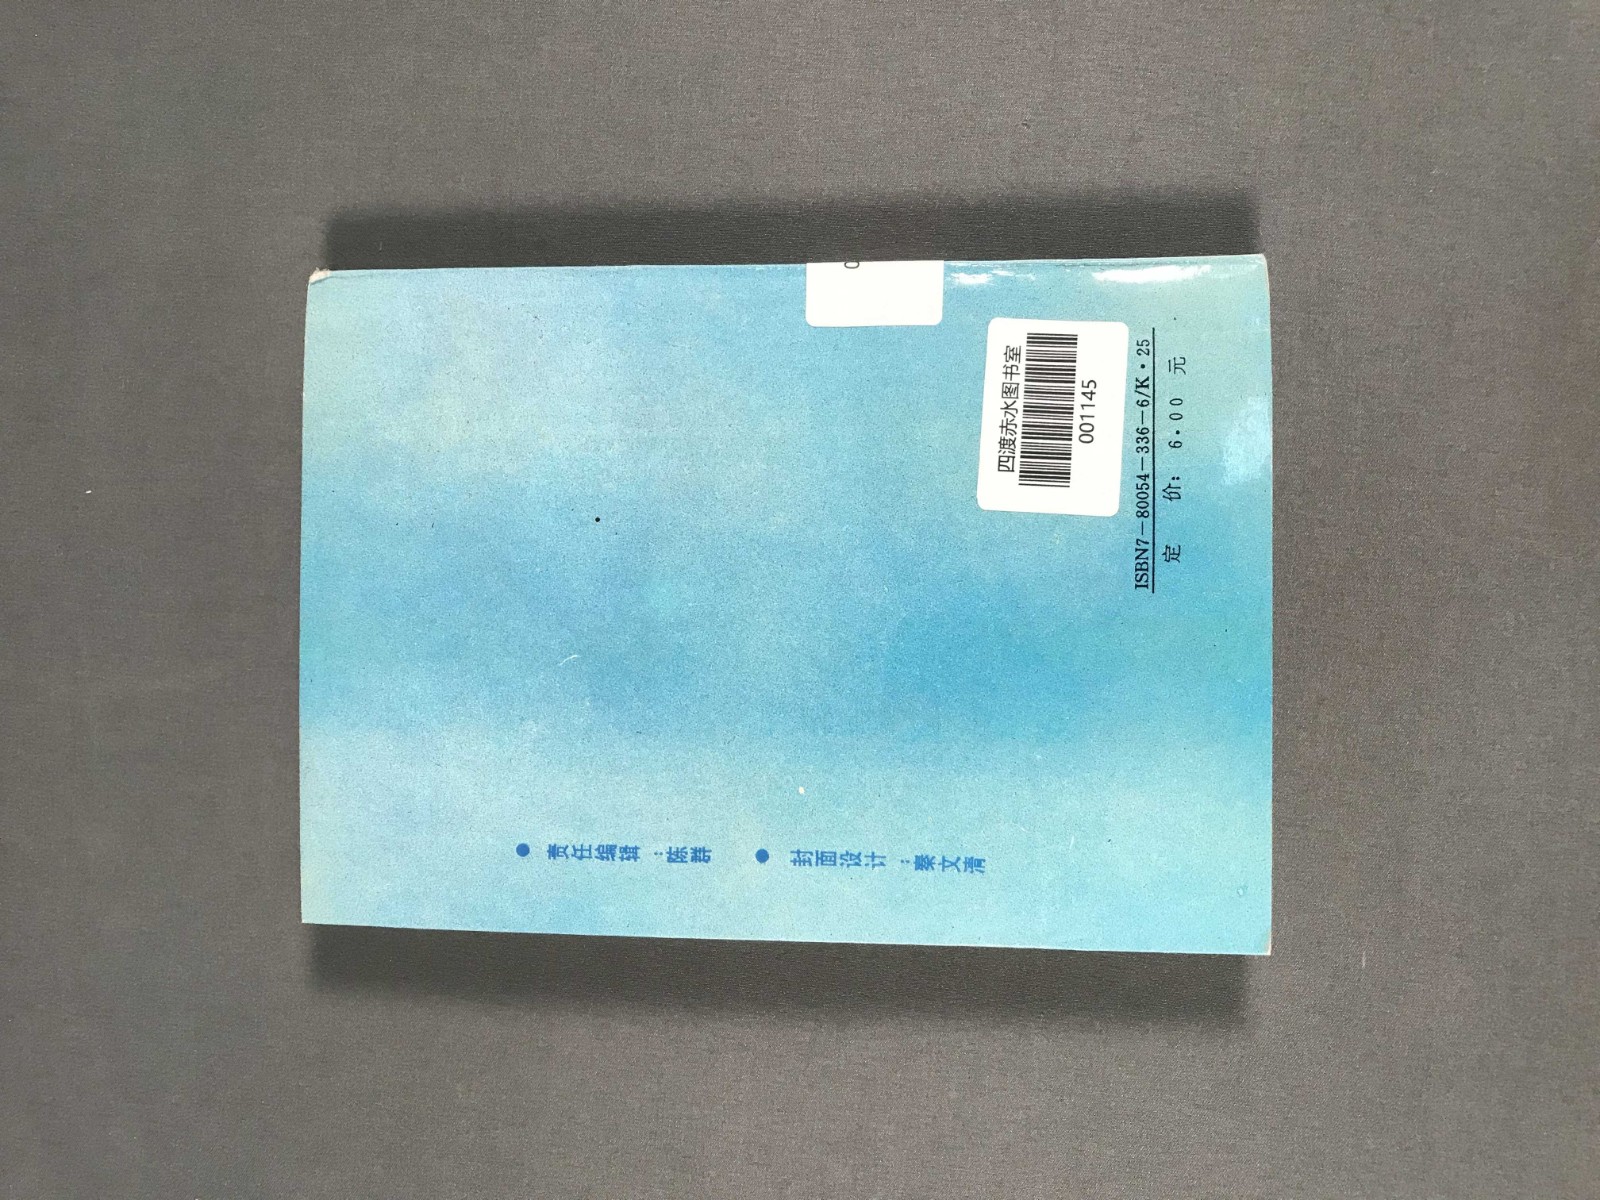 ●责任编辑：陈群
●封面设计：秦文清
四渡赤水图书室
001145
ISBN7—80054—336—6/K·25
定　价：6.00 元